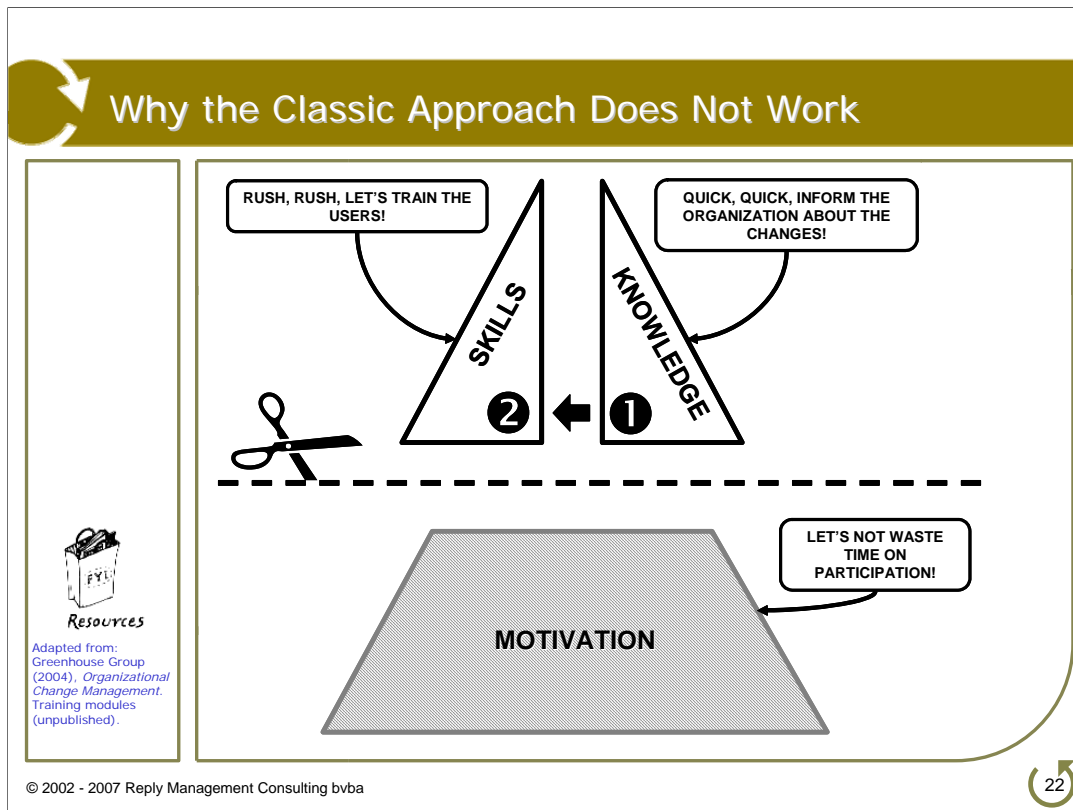 Why the Classic Approach Does Not Work
RUSH, RUSH, LET'S TRAIN THE
USERS!
QUICK, QUICK, INFORM THE
ORGANIZATION ABOUT THE
CHANGES!
SKILLS
KNOWLEDGE
2
1
LET'S NOT WASTE
TIME ON
PARTICIPATION!
MOTIVATION
FYI
Resources
Adapted from:
Greenhouse Group
(2004), Organizational
Change Management.
Training modules
(unpublished).
© 2002 - 2007 Reply Management Consulting bvba
22